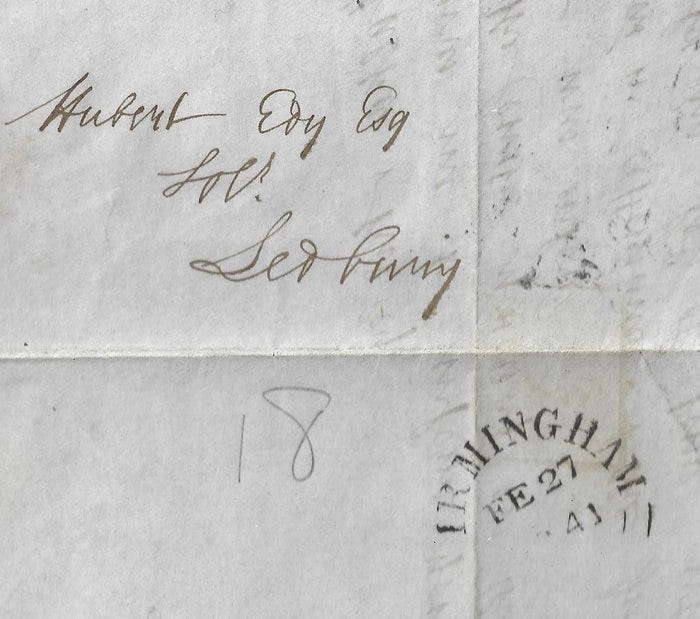 Hubert Edy Esq
Solr
Ledbury
18
IRMINGHAM
FE 27
41